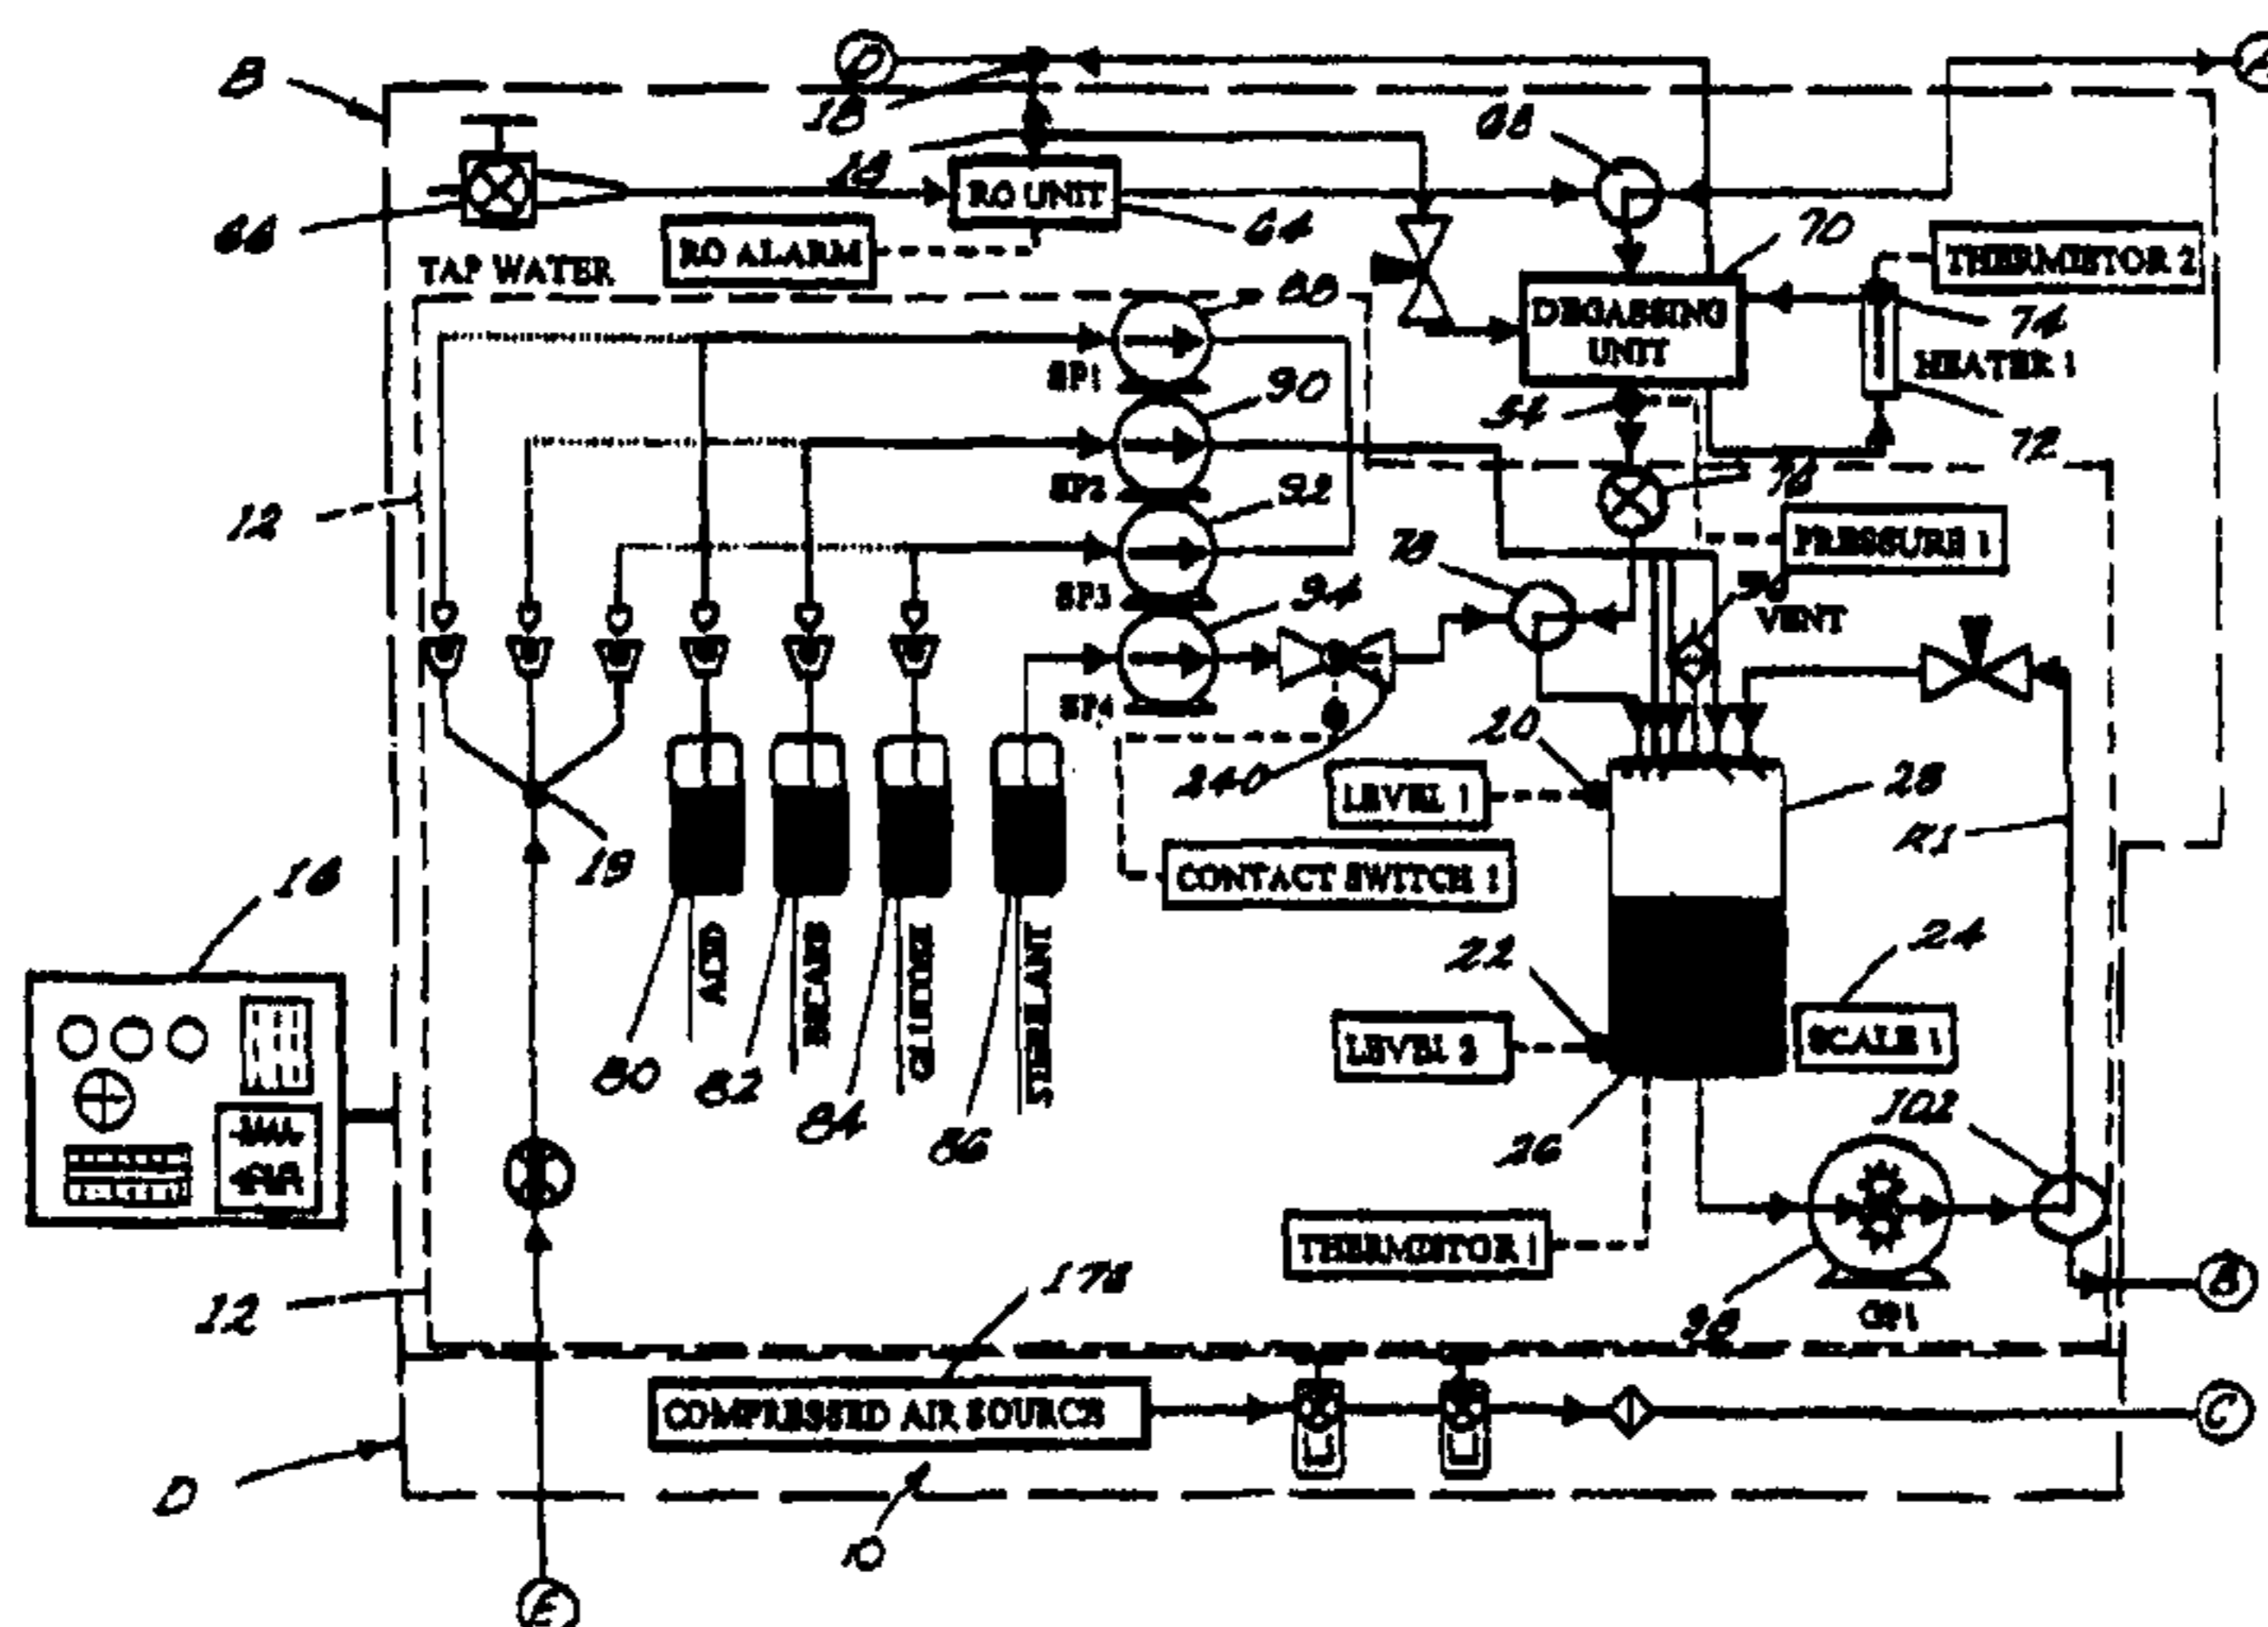 B
D
18
18
68
RO UNIT
66
64
70
RO ALARM
THERMISTOR 2
TAP WATER
DEGASSING
UNIT
74
HEATER 1
SP1
90
54
72
SP2
92
76
12
PRESSURE 1
78
SP3
94
VENT
SP4
20
240
LEVEL 1
28
R1
CONTACT SWITCH 1
18
16
22
24
ACID
BICARB
GLUCOSE
STERILANT
LEVEL 2
SCALE 1
80
82
84
86
26
102
THERMISTOR 1
178
12
B
GP1
COMPRESSED AIR SOURCE
C
D
10
E